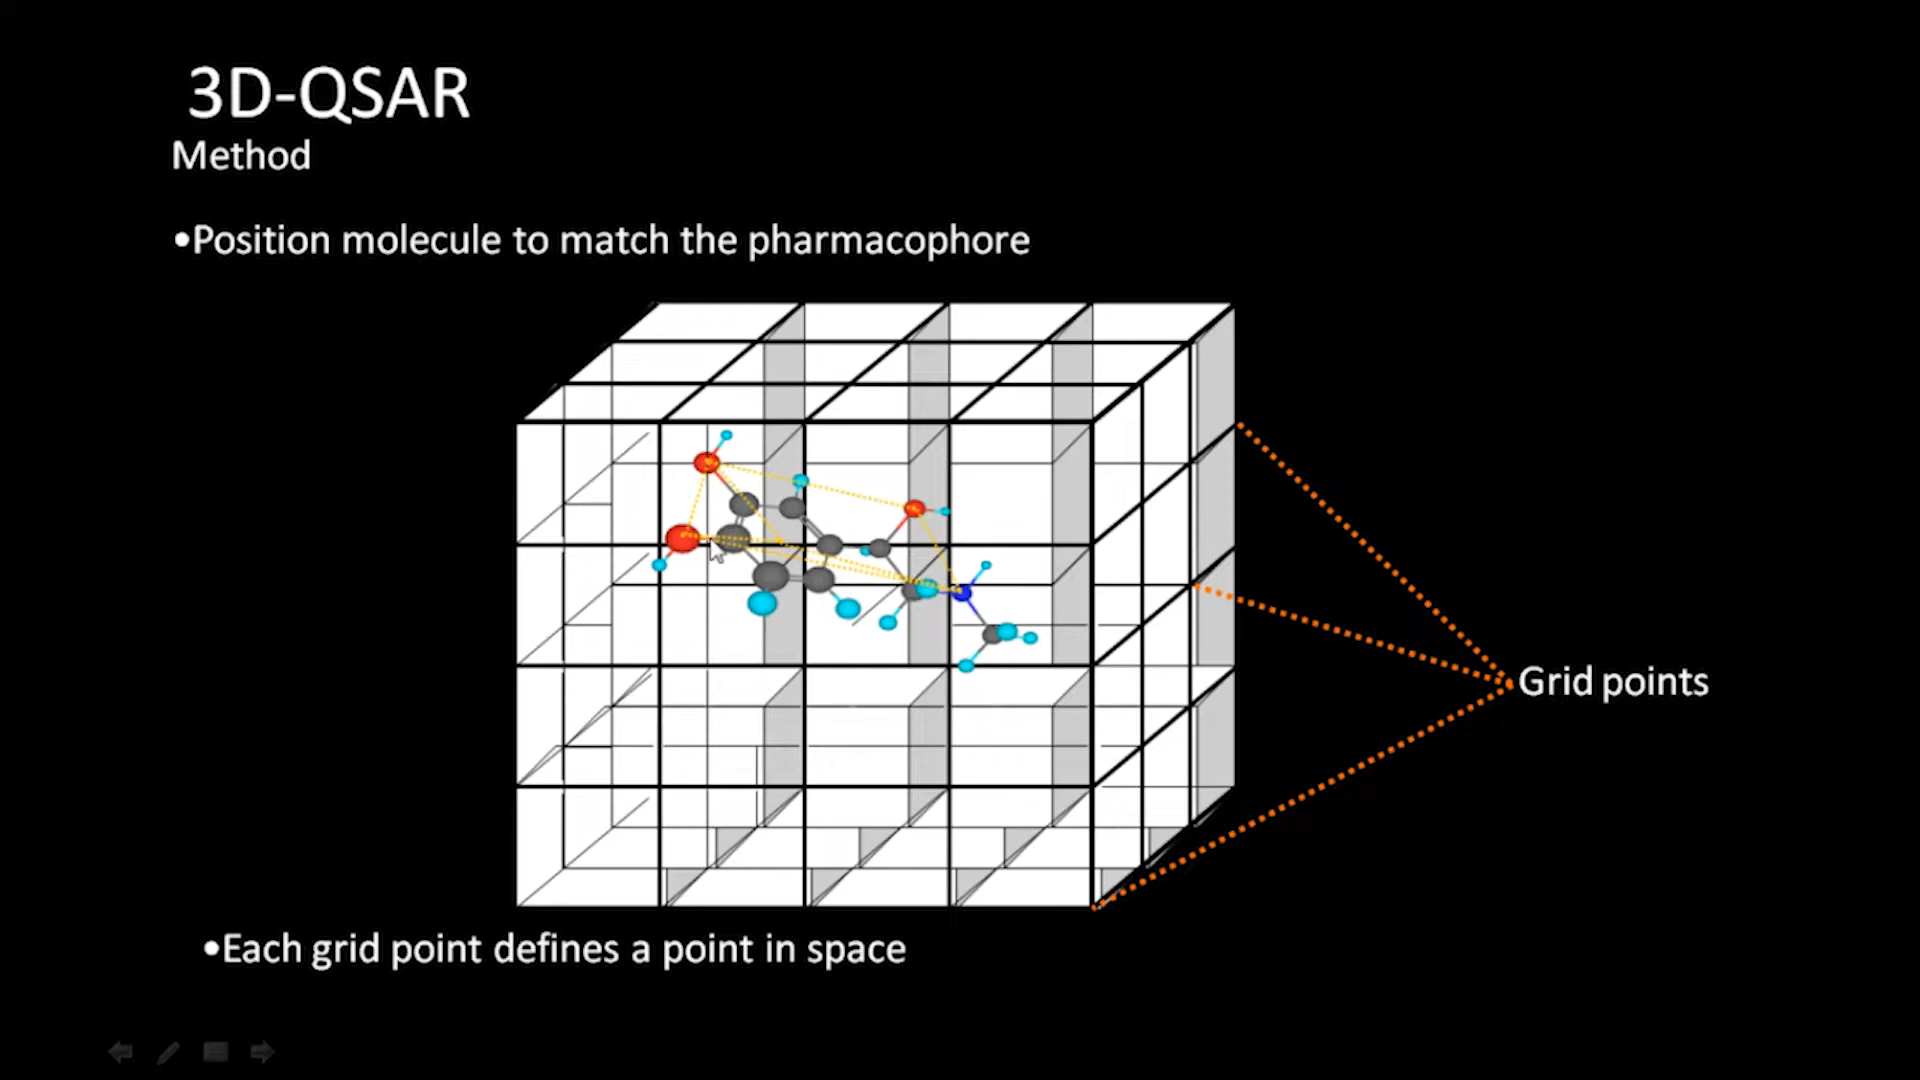 3D-QSAR
Method
•Position molecule to match the pharmacophore
Grid points
•Each grid point defines a point in space